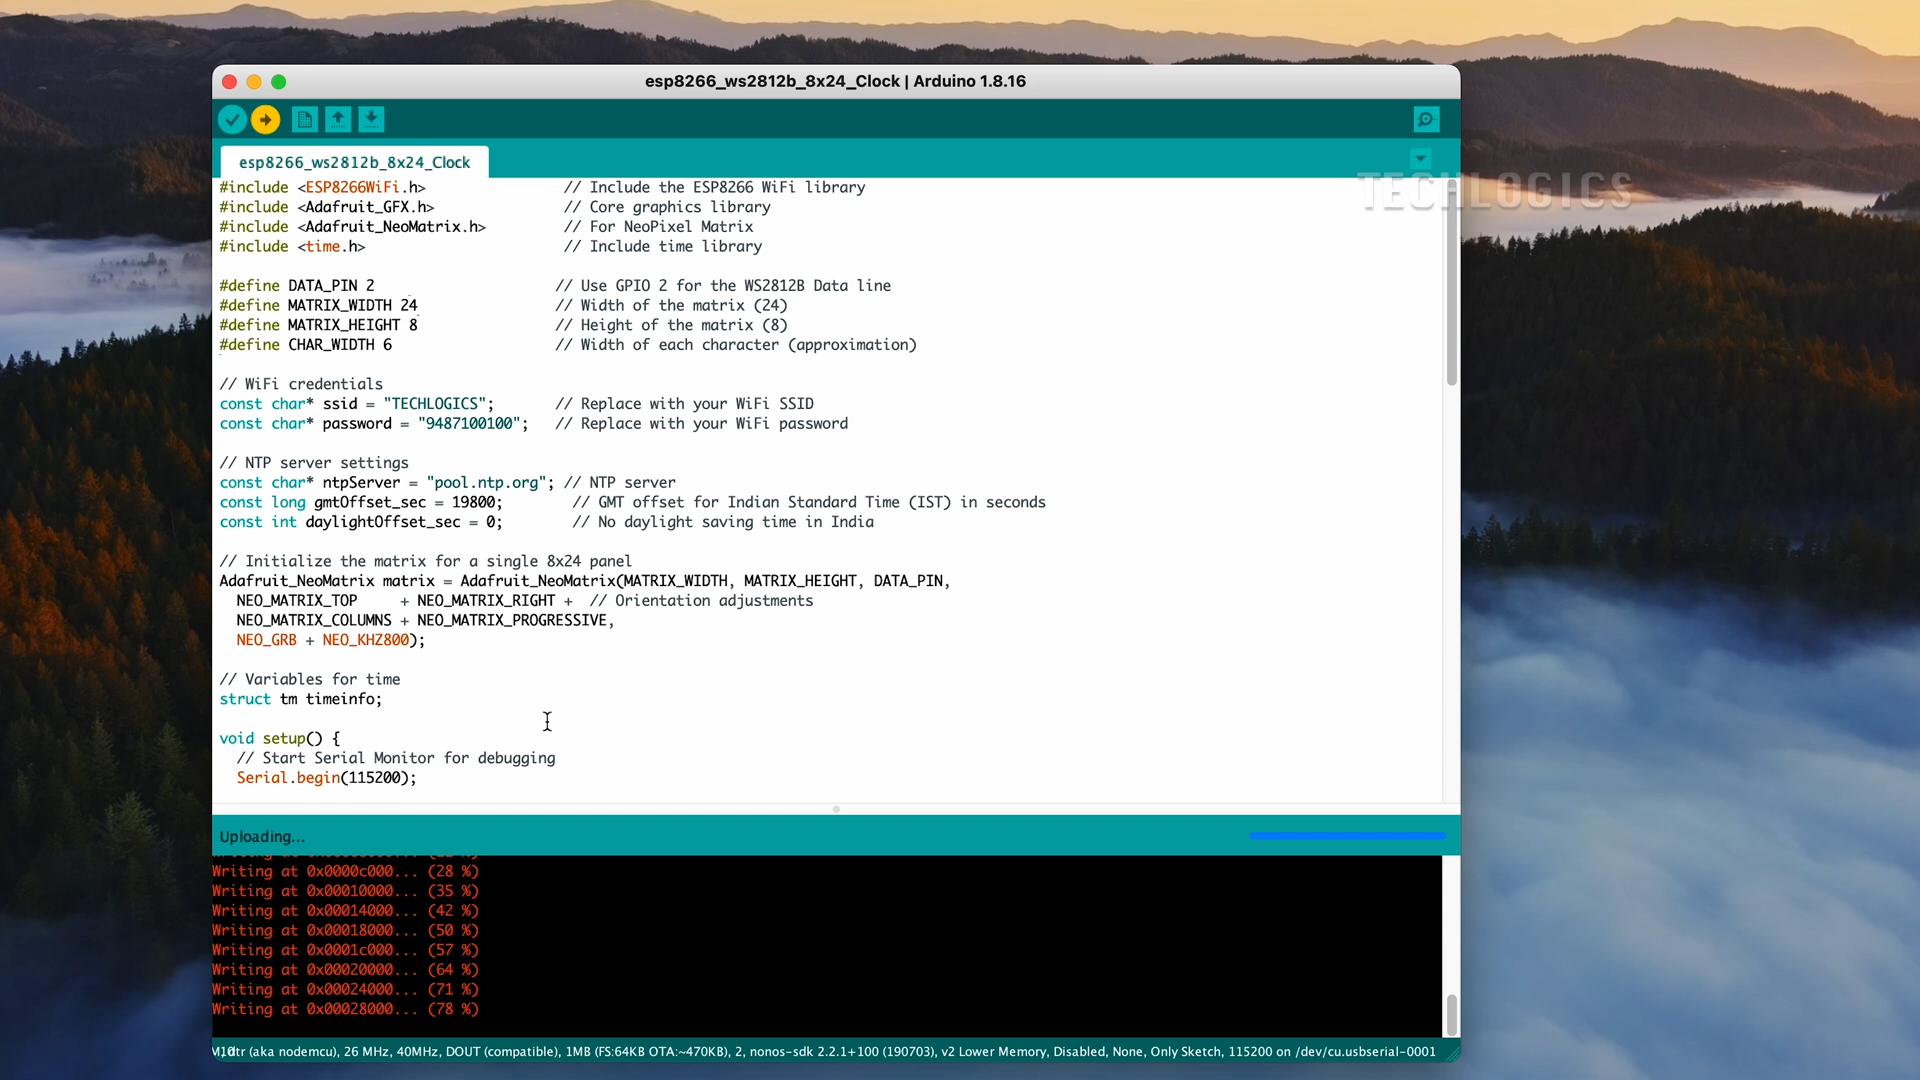 esp8266_ws2812b_8x24_Clock | Arduino 1.8.16
esp8266_ws2812b_8x24_Clock
TECHLOGICS
#include <ESP8266WiFi.h> // Include the ESP8266 WiFi library
#include <Adafruit_GFX.h> // Core graphics library
#include <Adafruit_NeoMatrix.h> // For NeoPixel Matrix
#include <time.h> // Include time library
#define DATA_PIN 2 // Use GPIO 2 for the WS2812B Data line
#define MATRIX_WIDTH 24 // Width of the matrix (24)
#define MATRIX_HEIGHT 8 // Height of the matrix (8)
#define CHAR_WIDTH 6 // Width of each character (approximation)
// WiFi credentials
const char* ssid = "TECHLOGICS"; // Replace with your WiFi SSID
const char* password = "9487100100"; // Replace with your WiFi password
// NTP server settings
const char* ntpServer = "pool.ntp.org"; // NTP server
const long gmtOffset_sec = 19800; // GMT offset for Indian Standard Time (IST) in seconds
const int daylightOffset_sec = 0; // No daylight saving time in India
// Initialize the matrix for a single 8x24 panel
Adafruit_NeoMatrix matrix = Adafruit_NeoMatrix(MATRIX_WIDTH, MATRIX_HEIGHT, DATA_PIN,
NEO_MATRIX_TOP + NEO_MATRIX_RIGHT + // Orientation adjustments
NEO_MATRIX_COLUMNS + NEO_MATRIX_PROGRESSIVE,
NEO_GRB + NEO_KHZ800);
// Variables for time
struct tm timeinfo;
void setup() {
// Start Serial Monitor for debugging
Serial.begin(115200);
Uploading...
Writing at 0x0000c000... (28 %)
Writing at 0x00010000... (35 %)
Writing at 0x00014000... (42 %)
Writing at 0x00018000... (50 %)
Writing at 0x0001c000... (57 %)
Writing at 0x00020000... (64 %)
Writing at 0x00024000... (71 %)
Writing at 0x00028000... (78 %)
(aka nodemcu), 26 MHz, 40MHz, DOUT (compatible), 1MB (FS:64KB OTA:~470KB), 2, nonos-sdk 2.2.1+100 (190703), v2 Lower Memory, Disabled, None, Only Sketch, 115200 on /dev/cu.usbserial-0001